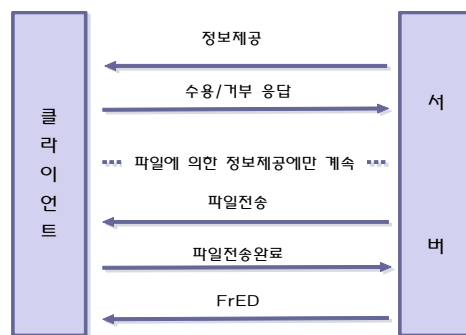 정보제공
수용/거부 응답
파일에 의한 정보제공에만 계속
파일전송
파일전송완료
FrED
클라이언트
서버